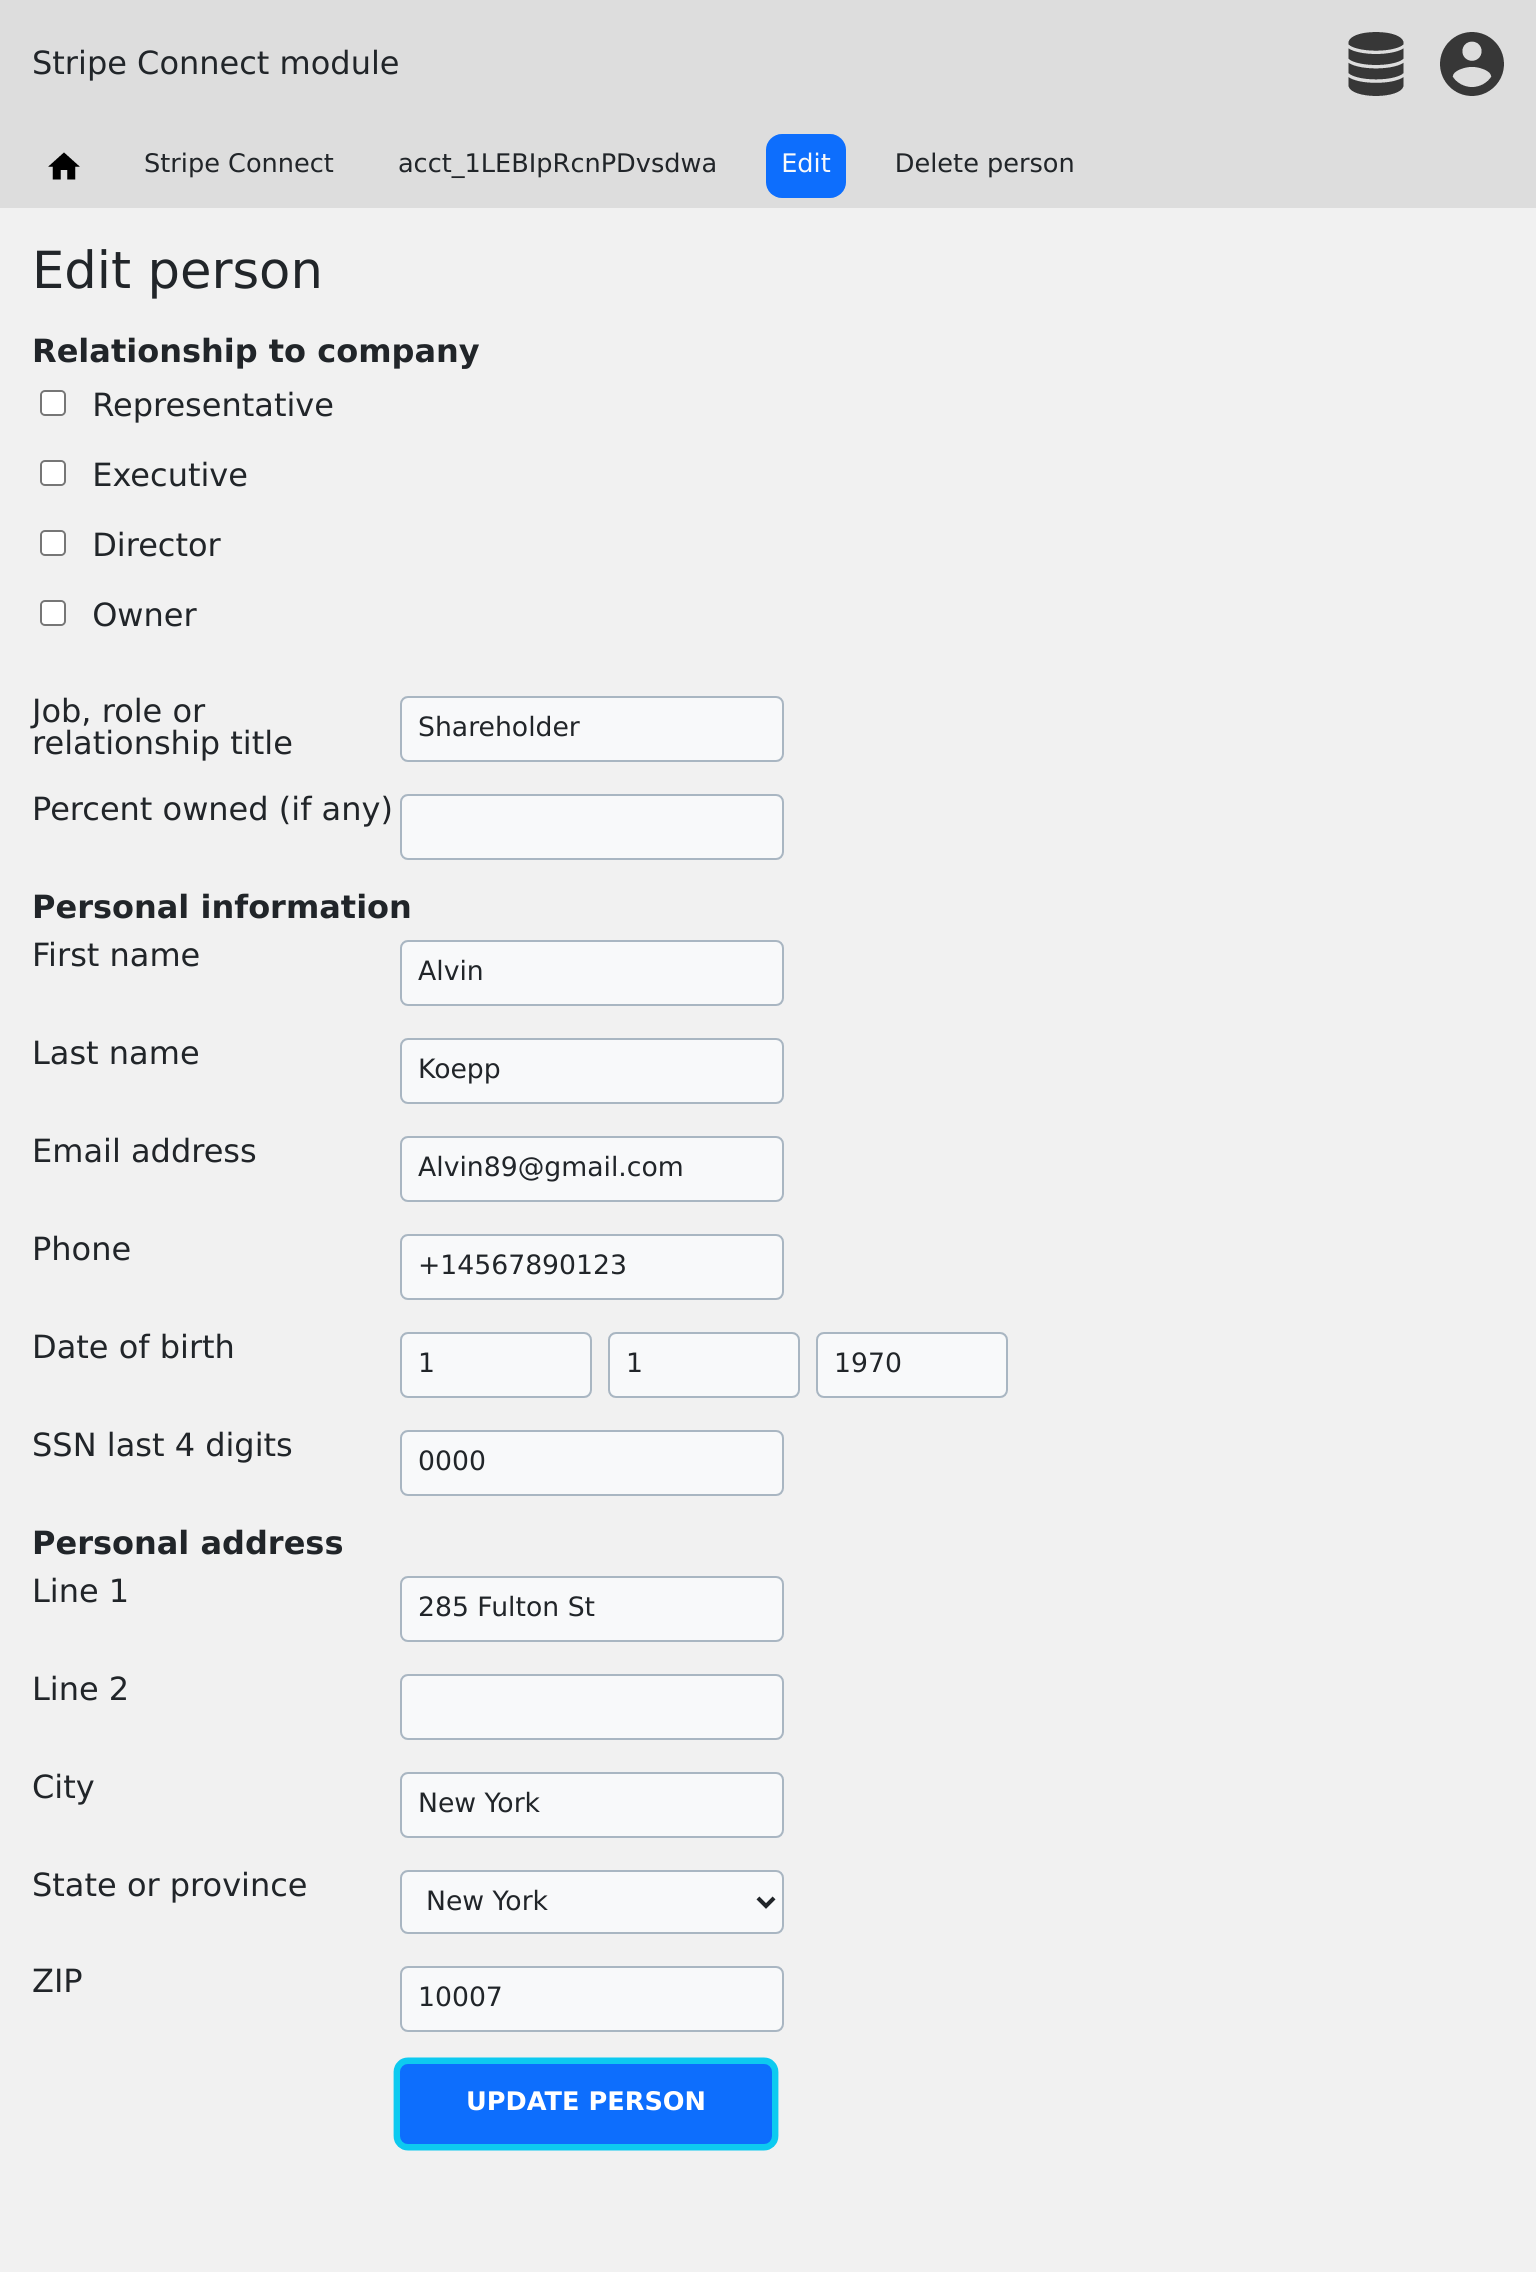 Stripe Connect module
Stripe Connect acct_1LEBIpRcnPDvsdwa Edit Delete person
Edit person
Relationship to company
Representative
Executive
Director
Owner
Job, role or
relationship title
Shareholder
Percent owned (if any)
Personal information
First name Alvin
Last name Koepp
Email address Alvin89@gmail.com
Phone +14567890123
Date of birth 1 1 1970
SSN last 4 digits 0000
Personal address
Line 1 285 Fulton St
Line 2
City New York
State or province New York
ZIP 10007
UPDATE PERSON